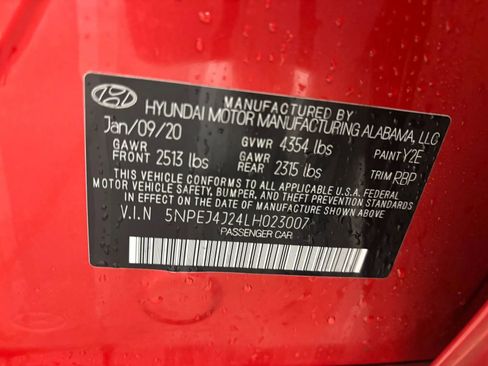 MANUFACTURED BY
HYUNDAI MOTOR MANUFACTURING ALABAMA, LLC
Jan/09/20 GVWR 4354 lbs PAINT Y2E
GAWR FRONT 2513 lbs GAWR REAR 2315 lbs TRIM RBP
THIS VEHICLE CONFORMS TO ALL APPLICABLE U.S.A. FEDERAL
MOTOR VEHICLE SAFETY, BUMPER, AND THEFT PREVENTION STANDARDS
IN EFFECT ON THE DATE OF MANUFACTURE SHOWN ABOVE.
V.I.N 5NPEJ4J24LH023007
PASSENGER CAR